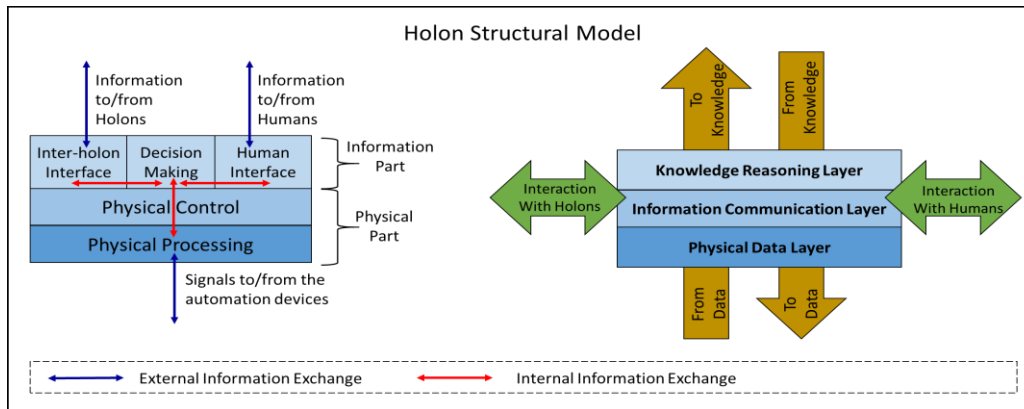 Holon Structural Model
Information
to/from
Holons
Information
to/from
Humans
Inter-holon
Interface
Decision
Making
Human
Interface
Information
Part
Physical Control
Physical
Part
Physical Processing
Signals to/from the
automation devices
To
Knowledge
From
Knowledge
Knowledge Reasoning Layer
Interaction
With Holons
Information Communication Layer
Interaction
With Humans
Physical Data Layer
From
Data
To
Data
External Information Exchange
Internal Information Exchange